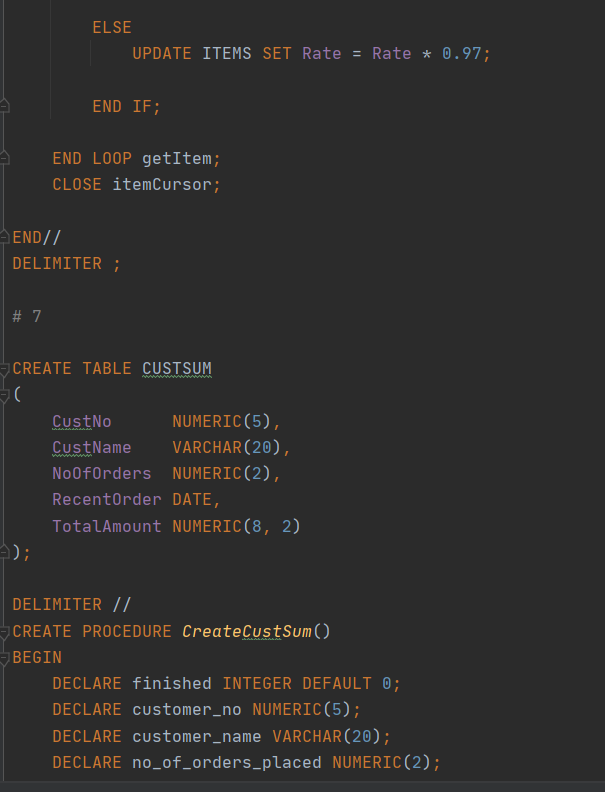 ELSE
UPDATE ITEMS SET Rate = Rate * 0.97;
END IF;
END LOOP getItem;
CLOSE itemCursor;
END//
DELIMITER ;
# 7
CREATE TABLE CUSTSUM
(
CustNo NUMERIC(5),
CustName VARCHAR(20),
NoOfOrders NUMERIC(2),
RecentOrder DATE,
TotalAmount NUMERIC(8, 2)
);
DELIMITER //
CREATE PROCEDURE CreateCustSum()
BEGIN
DECLARE finished INTEGER DEFAULT 0;
DECLARE customer_no NUMERIC(5);
DECLARE customer_name VARCHAR(20);
DECLARE no_of_orders_placed NUMERIC(2);